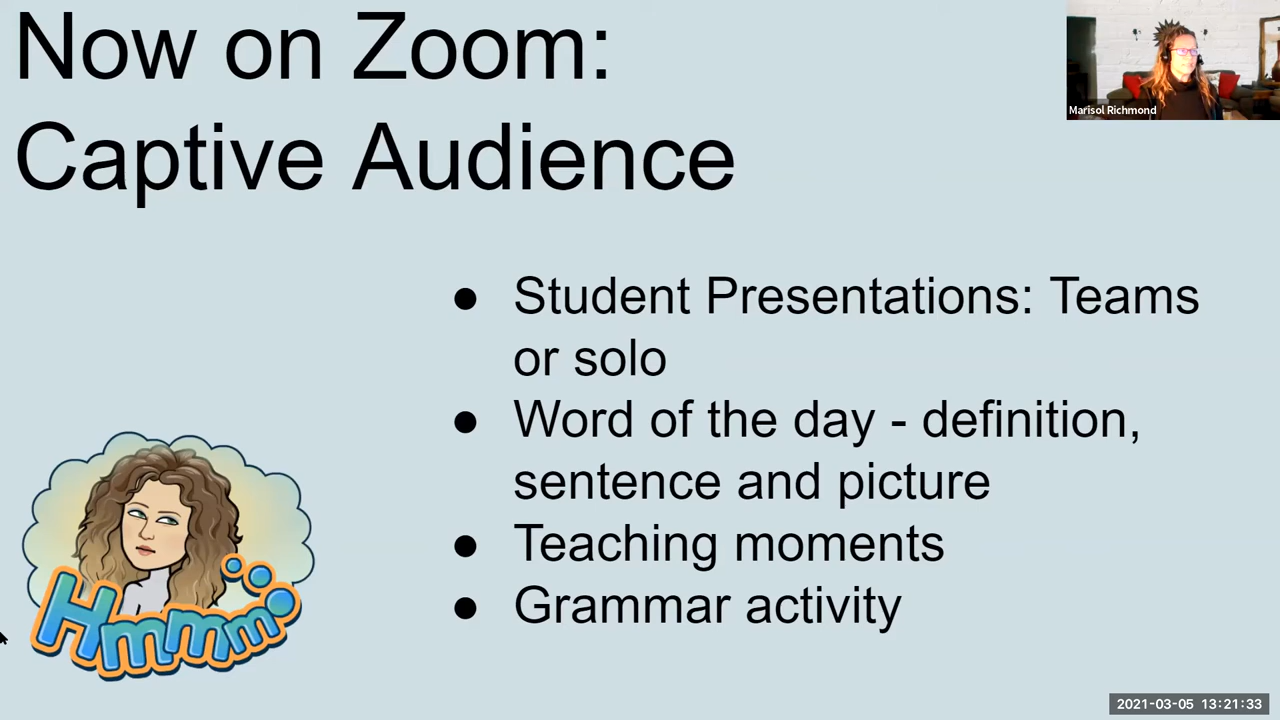 Now on Zoom:
Captive Audience
Marisol Richmond
● Student Presentations: Teams
or solo
● Word of the day - definition,
sentence and picture
● Teaching moments
● Grammar activity
Hmmm
2021-03-05 13:21:33